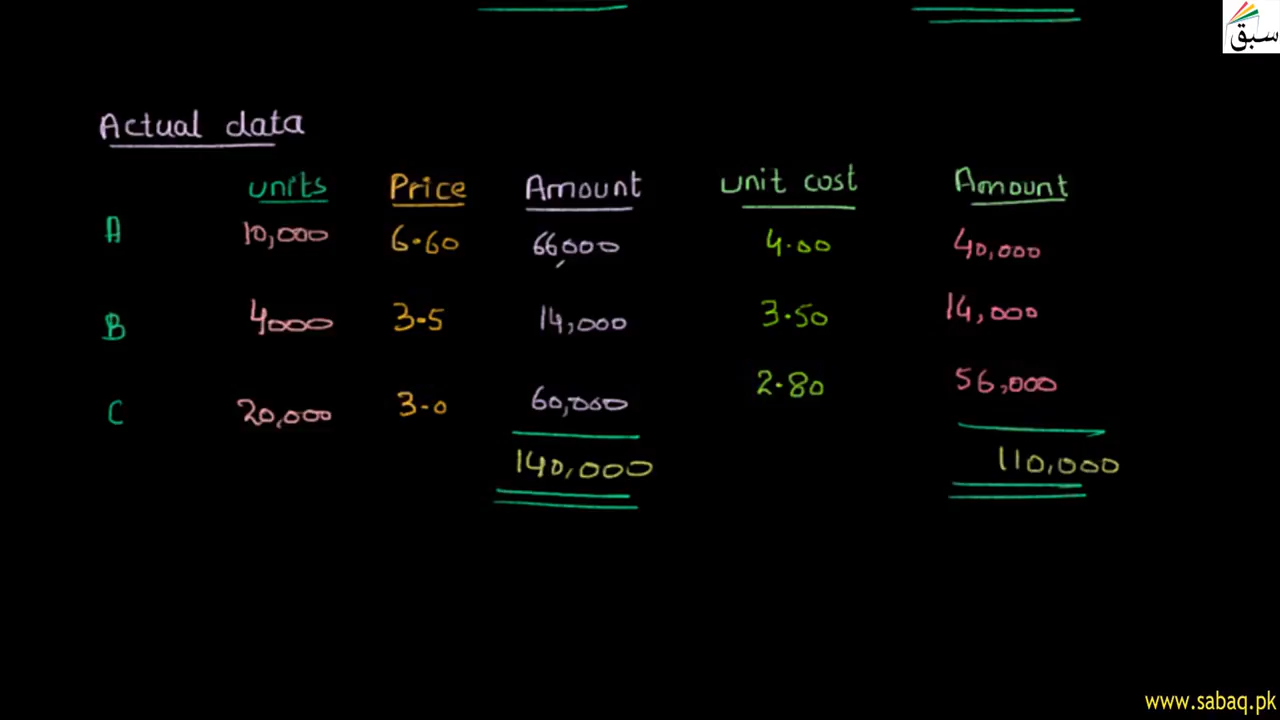 سبق
Actual data
units Price Amount unit cost Amount
A 10,000 6.60 66000 4.00 40,000
B 4000 3.5 14,000 3.50 14,000
C 20,000 3.0 60,000 2.80 56,000
140,000 110,000
www.sabaq.pk